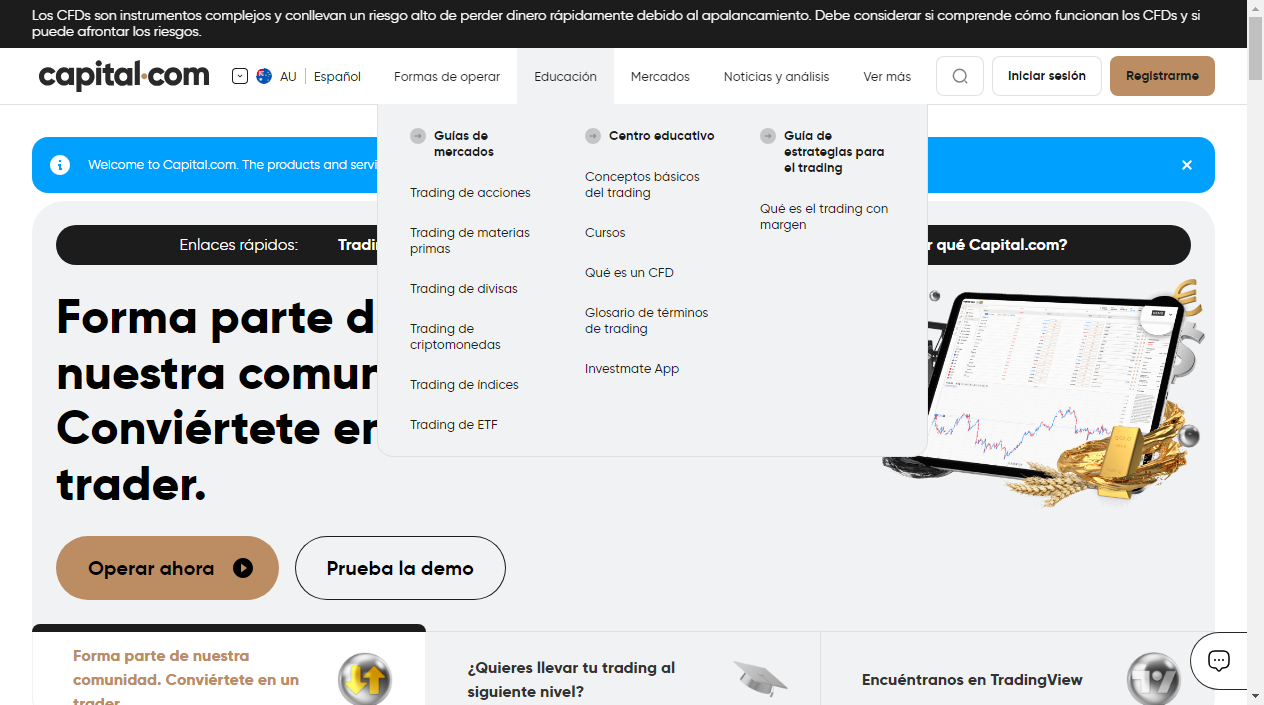 Los CFDs son instrumentos complejos y conllevan un riesgo alto de perder dinero rápidamente debido al apalancamiento. Debe considerar si comprende cómo funcionan los CFDs y si
puede afrontar los riesgos.
capital.com
AU
Español
Formas de operar
Educación
Mercados
Noticias y análisis
Ver más
Iniciar sesión
Registrarme
Guías de
mercados
Trading de acciones
Trading de materias
primas
Trading de divisas
Trading de
criptomonedas
Trading de índices
Trading de ETF
Centro educativo
Conceptos básicos
del trading
Cursos
Qué es un CFD
Glosario de términos
de trading
Investmate App
Guía de
estrategias para
el trading
Qué es el trading con
margen
Welcome to Capital.com. The products and servi
Enlaces rápidos:
qué Capital.com?
Forma parte d
nuestra comun
Conviértete en
trader.
Operar ahora
Prueba la demo
Forma parte de nuestra
comunidad. Conviértete en un
trader.
¿Quieres llevar tu trading al
siguiente nivel?
Encuéntranos en TradingView